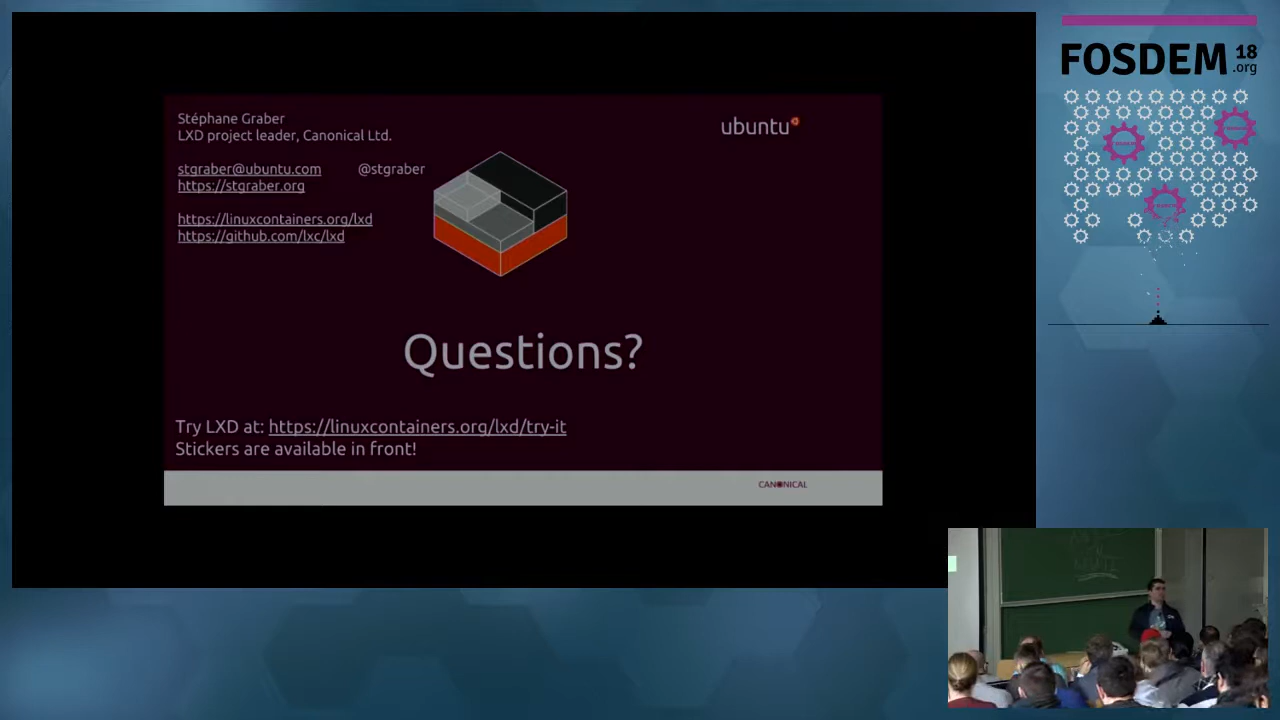 Stéphane Graber
LXD project leader, Canonical Ltd.
stgraber@ubuntu.com @stgraber
https://stgraber.org
https://linuxcontainers.org/lxd
https://github.com/lxc/lxd
ubuntu
Questions?
Try LXD at: https://linuxcontainers.org/lxd/try-it
Stickers are available in front!
CANONICAL
FOSDEM 18
.org